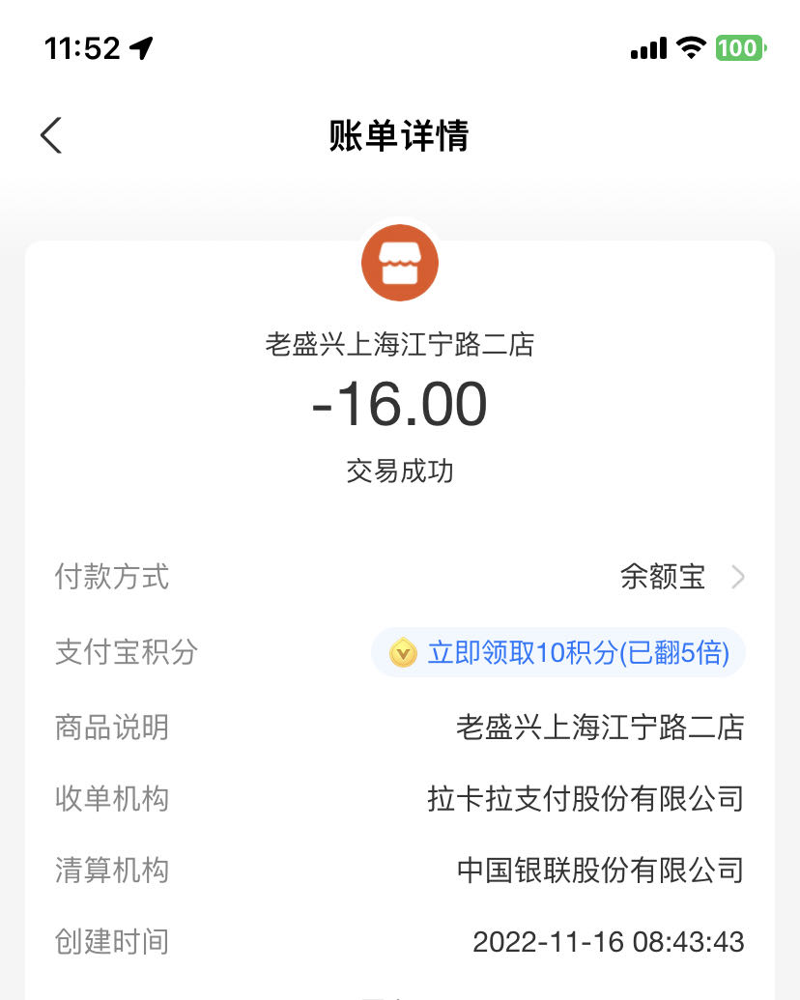 11:52
100
账单详情
老盛兴上海江宁路二店
-16.00
交易成功
付款方式 余额宝
支付宝积分 立即领取10积分(已翻5倍)
商品说明 老盛兴上海江宁路二店
收单机构 拉卡拉支付股份有限公司
清算机构 中国银联股份有限公司
创建时间 2022-11-16 08:43:43